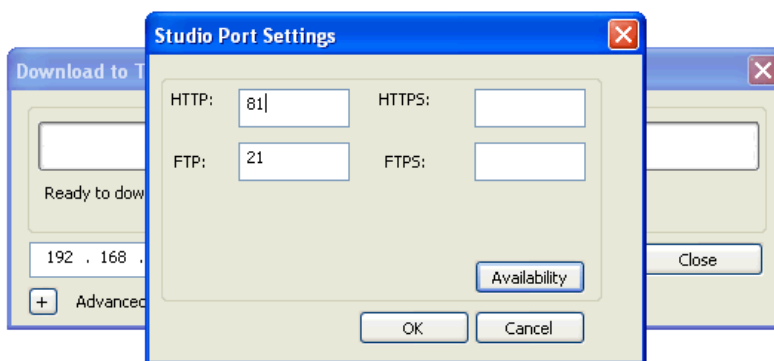 Studio Port Settings
Download to T
HTTP: 81 HTTPS:
FTP: 21 FTPS:
Ready to dow
192 . 168 .
Close
Availability
+ Advanced
OK Cancel